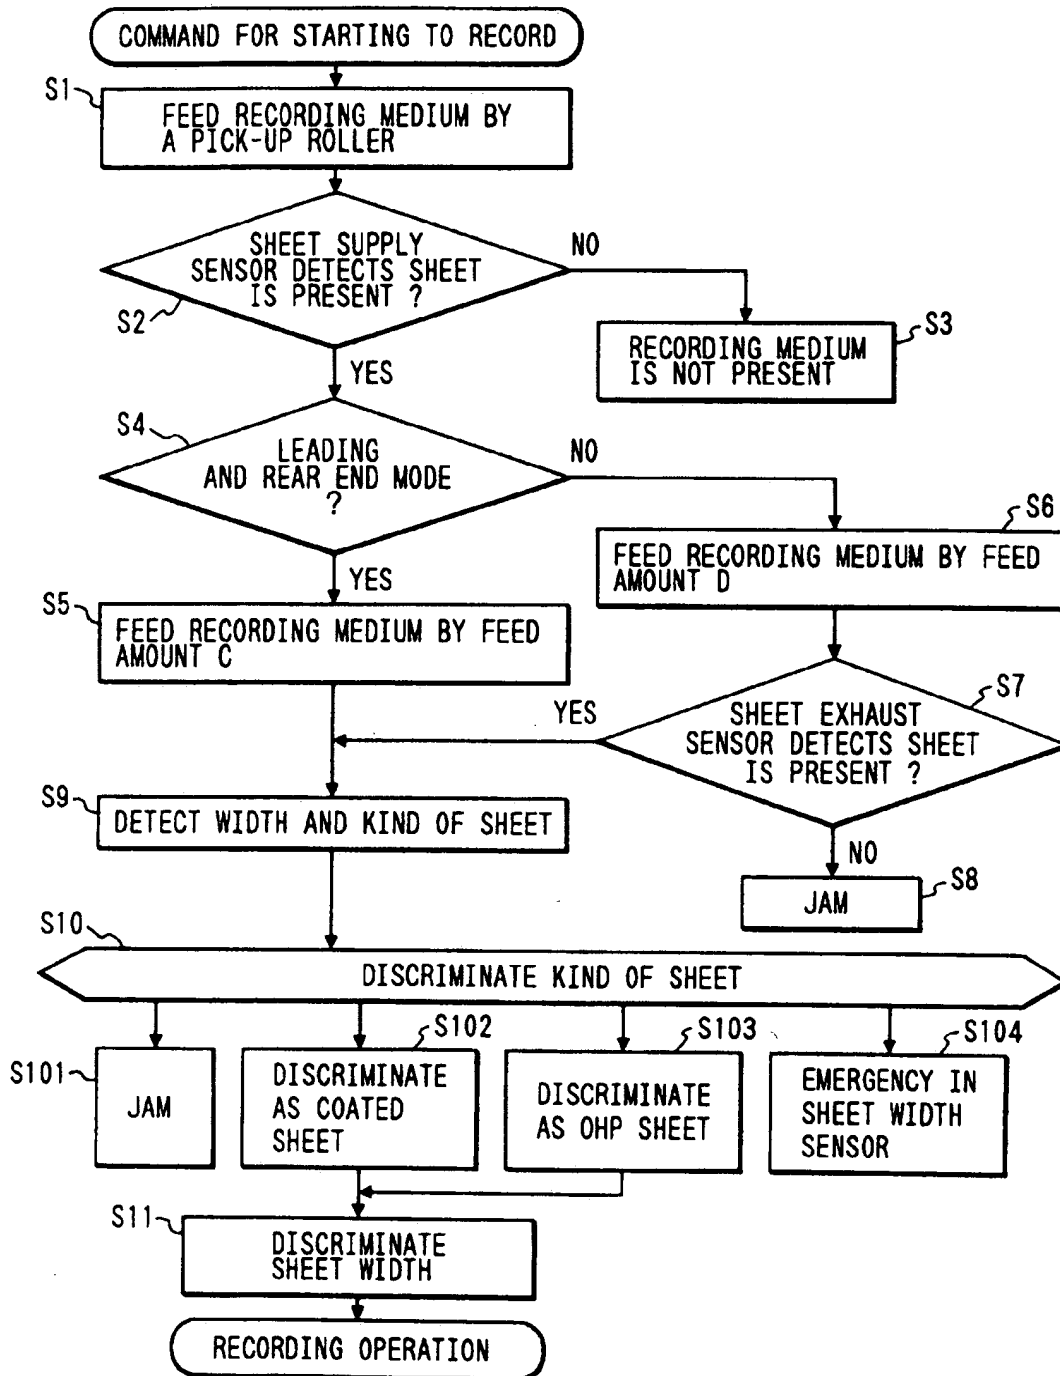 COMMAND FOR STARTING TO RECORD
S1
FEED RECORDING MEDIUM BY
A PICK-UP ROLLER
SHEET SUPPLY
SENSOR DETECTS SHEET
IS PRESENT ?
NO
S2
S3
RECORDING MEDIUM
IS NOT PRESENT
YES
S4
LEADING
AND REAR END MODE
?
NO
S6
FEED RECORDING MEDIUM BY FEED
AMOUNT D
YES
S5
FEED RECORDING MEDIUM BY FEED
AMOUNT C
S7
YES
SHEET EXHAUST
SENSOR DETECTS SHEET
IS PRESENT ?
S9
DETECT WIDTH AND KIND OF SHEET
NO
S8
JAM
S10
DISCRIMINATE KIND OF SHEET
S101
JAM
S102
DISCRIMINATE
AS COATED
SHEET
S103
DISCRIMINATE
AS OHP SHEET
S104
EMERGENCY IN
SHEET WIDTH
SENSOR
S11
DISCRIMINATE
SHEET WIDTH
RECORDING OPERATION